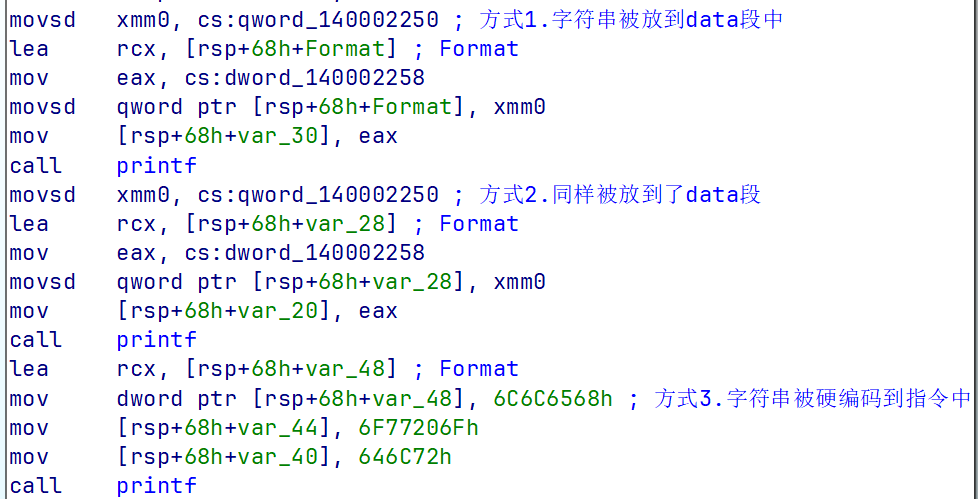 movsd xmm0, cs:qword_140002250 ; 方式1.字符串被放到data段中
lea rcx, [rsp+68h+Format] ; Format
mov eax, cs:dword_140002258
movsd qword ptr [rsp+68h+Format], xmm0
mov [rsp+68h+var_30], eax
call printf
movsd xmm0, cs:qword_140002250 ; 方式2.同样被放到了data段
lea rcx, [rsp+68h+var_28] ; Format
mov eax, cs:dword_140002258
movsd qword ptr [rsp+68h+var_28], xmm0
mov [rsp+68h+var_20], eax
call printf
lea rcx, [rsp+68h+var_48] ; Format
mov dword ptr [rsp+68h+var_48], 6C6C6568h ; 方式3.字符串被硬编码到指令中
mov [rsp+68h+var_44], 6F77206Fh
mov [rsp+68h+var_40], 646C72h
call printf